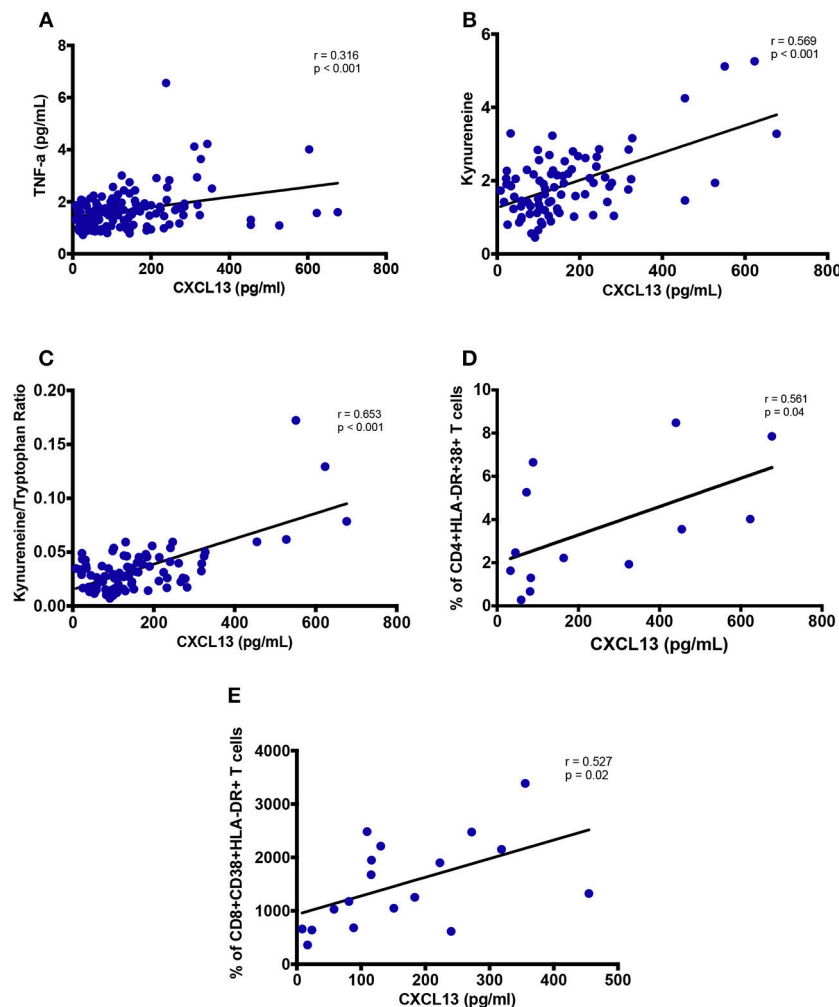 A
r = 0.316
p < 0.001
TNF-a (pg/mL)
8
6
4
2
0
0 200 400 600 800
CXCL13 (pg/ml)
B
r = 0.569
p <0.001
Kynureneine
6
4
2
0
0 200 400 600 800
CXCL13 (pg/mL)
C
r = 0.653
p < 0.001
Kynureneine/Tryptophan Ratio
0.20
0.15
0.10
0.05
0.00
0 200 400 600 800
CXCL13 (pg/mL)
D
r = 0.561
p = 0.04
% of CD4+HLA-DR+38+ T cells
10
8
6
4
2
0
0 200 400 600 800
CXCL13 (pg/mL)
E
r = 0.527
p = 0.02
% of CD8+CD38+HLA-DR+ T cells
4000
3000
2000
1000
0
0 100 200 300 400 500
CXCL13 (pg/ml)